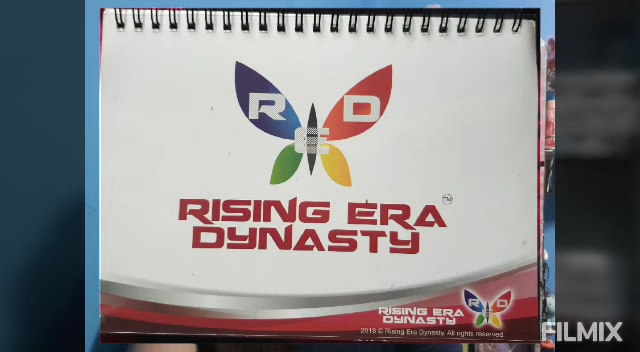 R E D
RISING ERA
DYNASTY
TM
R E D
RISING ERA
DYNASTY
2018 © Rising Era Dynasty. All rights reserved.
FILMIX